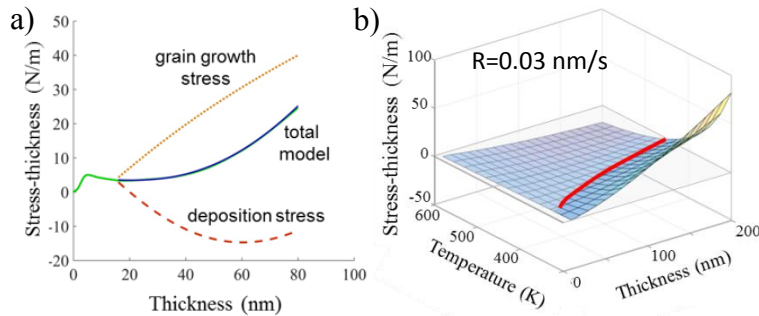 a)
50
40
30
20
10
0
-10
-20
0
20
40
60
80
100
Stress-thickness (N/m)
Thickness (nm)
grain growth
stress
total
model
deposition stress
b)
R=0.03 nm/s
100
50
0
-50
600
500
400
0
100
200
Stress-thickness (N/m)
Temperature (K)
Thickness (nm)